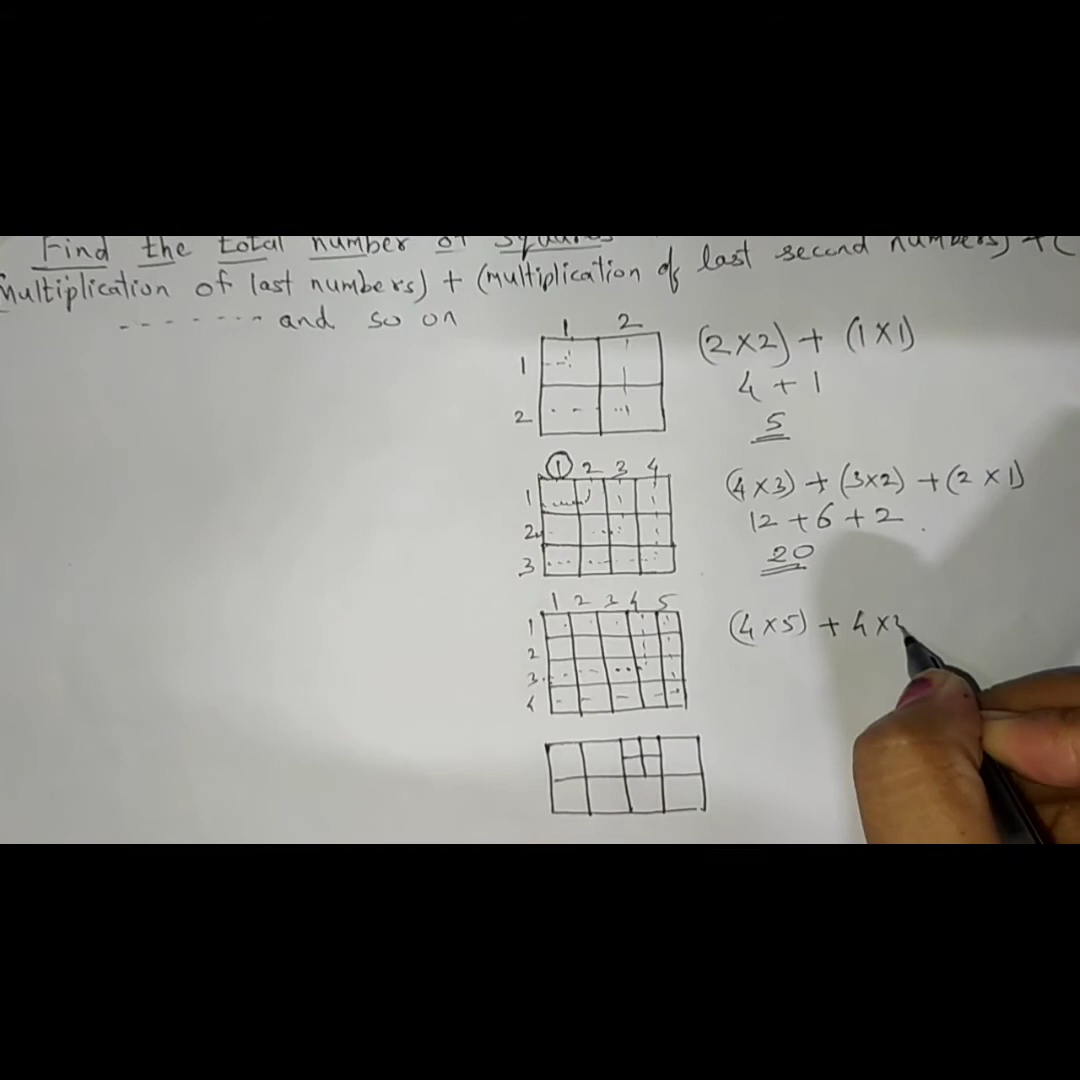 Find the total number of squares
last second numbers) + (
(multiplication of last numbers) + (multiplication of
------- and so on
1 2
1
2
(2×2) + (1×1)
4 + 1
5
1 2 3 4
1
2
3
(4×3) + (3×2) + (2×1)
12 + 6 + 2
20
1 2 3 4 5
1
2
3
4
(4×5) + 4×3